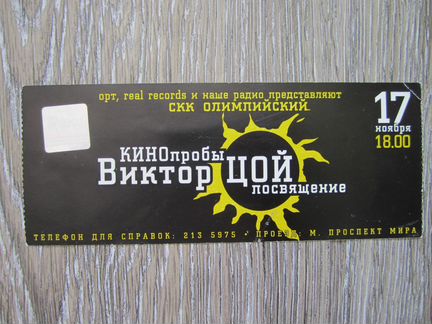 орт, real records и наше радио представляют
СКК ОЛИМПИЙСКИЙ
17
ноября
18.00
КИНОпробы
Виктор ЦОЙ
посвящение
ТЕЛЕФОН ДЛЯ СПРАВОК: 213 5975 • ПРОЕЗД: М. ПРОСПЕКТ МИРА